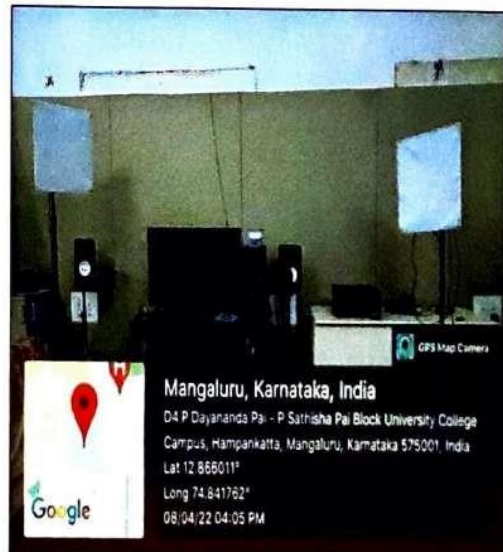 GPS Map Camera
Mangaluru, Karnataka, India
D4 P Dayananda Pai - P Sathisha Pai Block University College
Campus, Hampankatta, Mangaluru, Karnataka 575001, India
Lat 12.866011°
Long 74.841762°
08/04/22 04:05 PM
H
Google